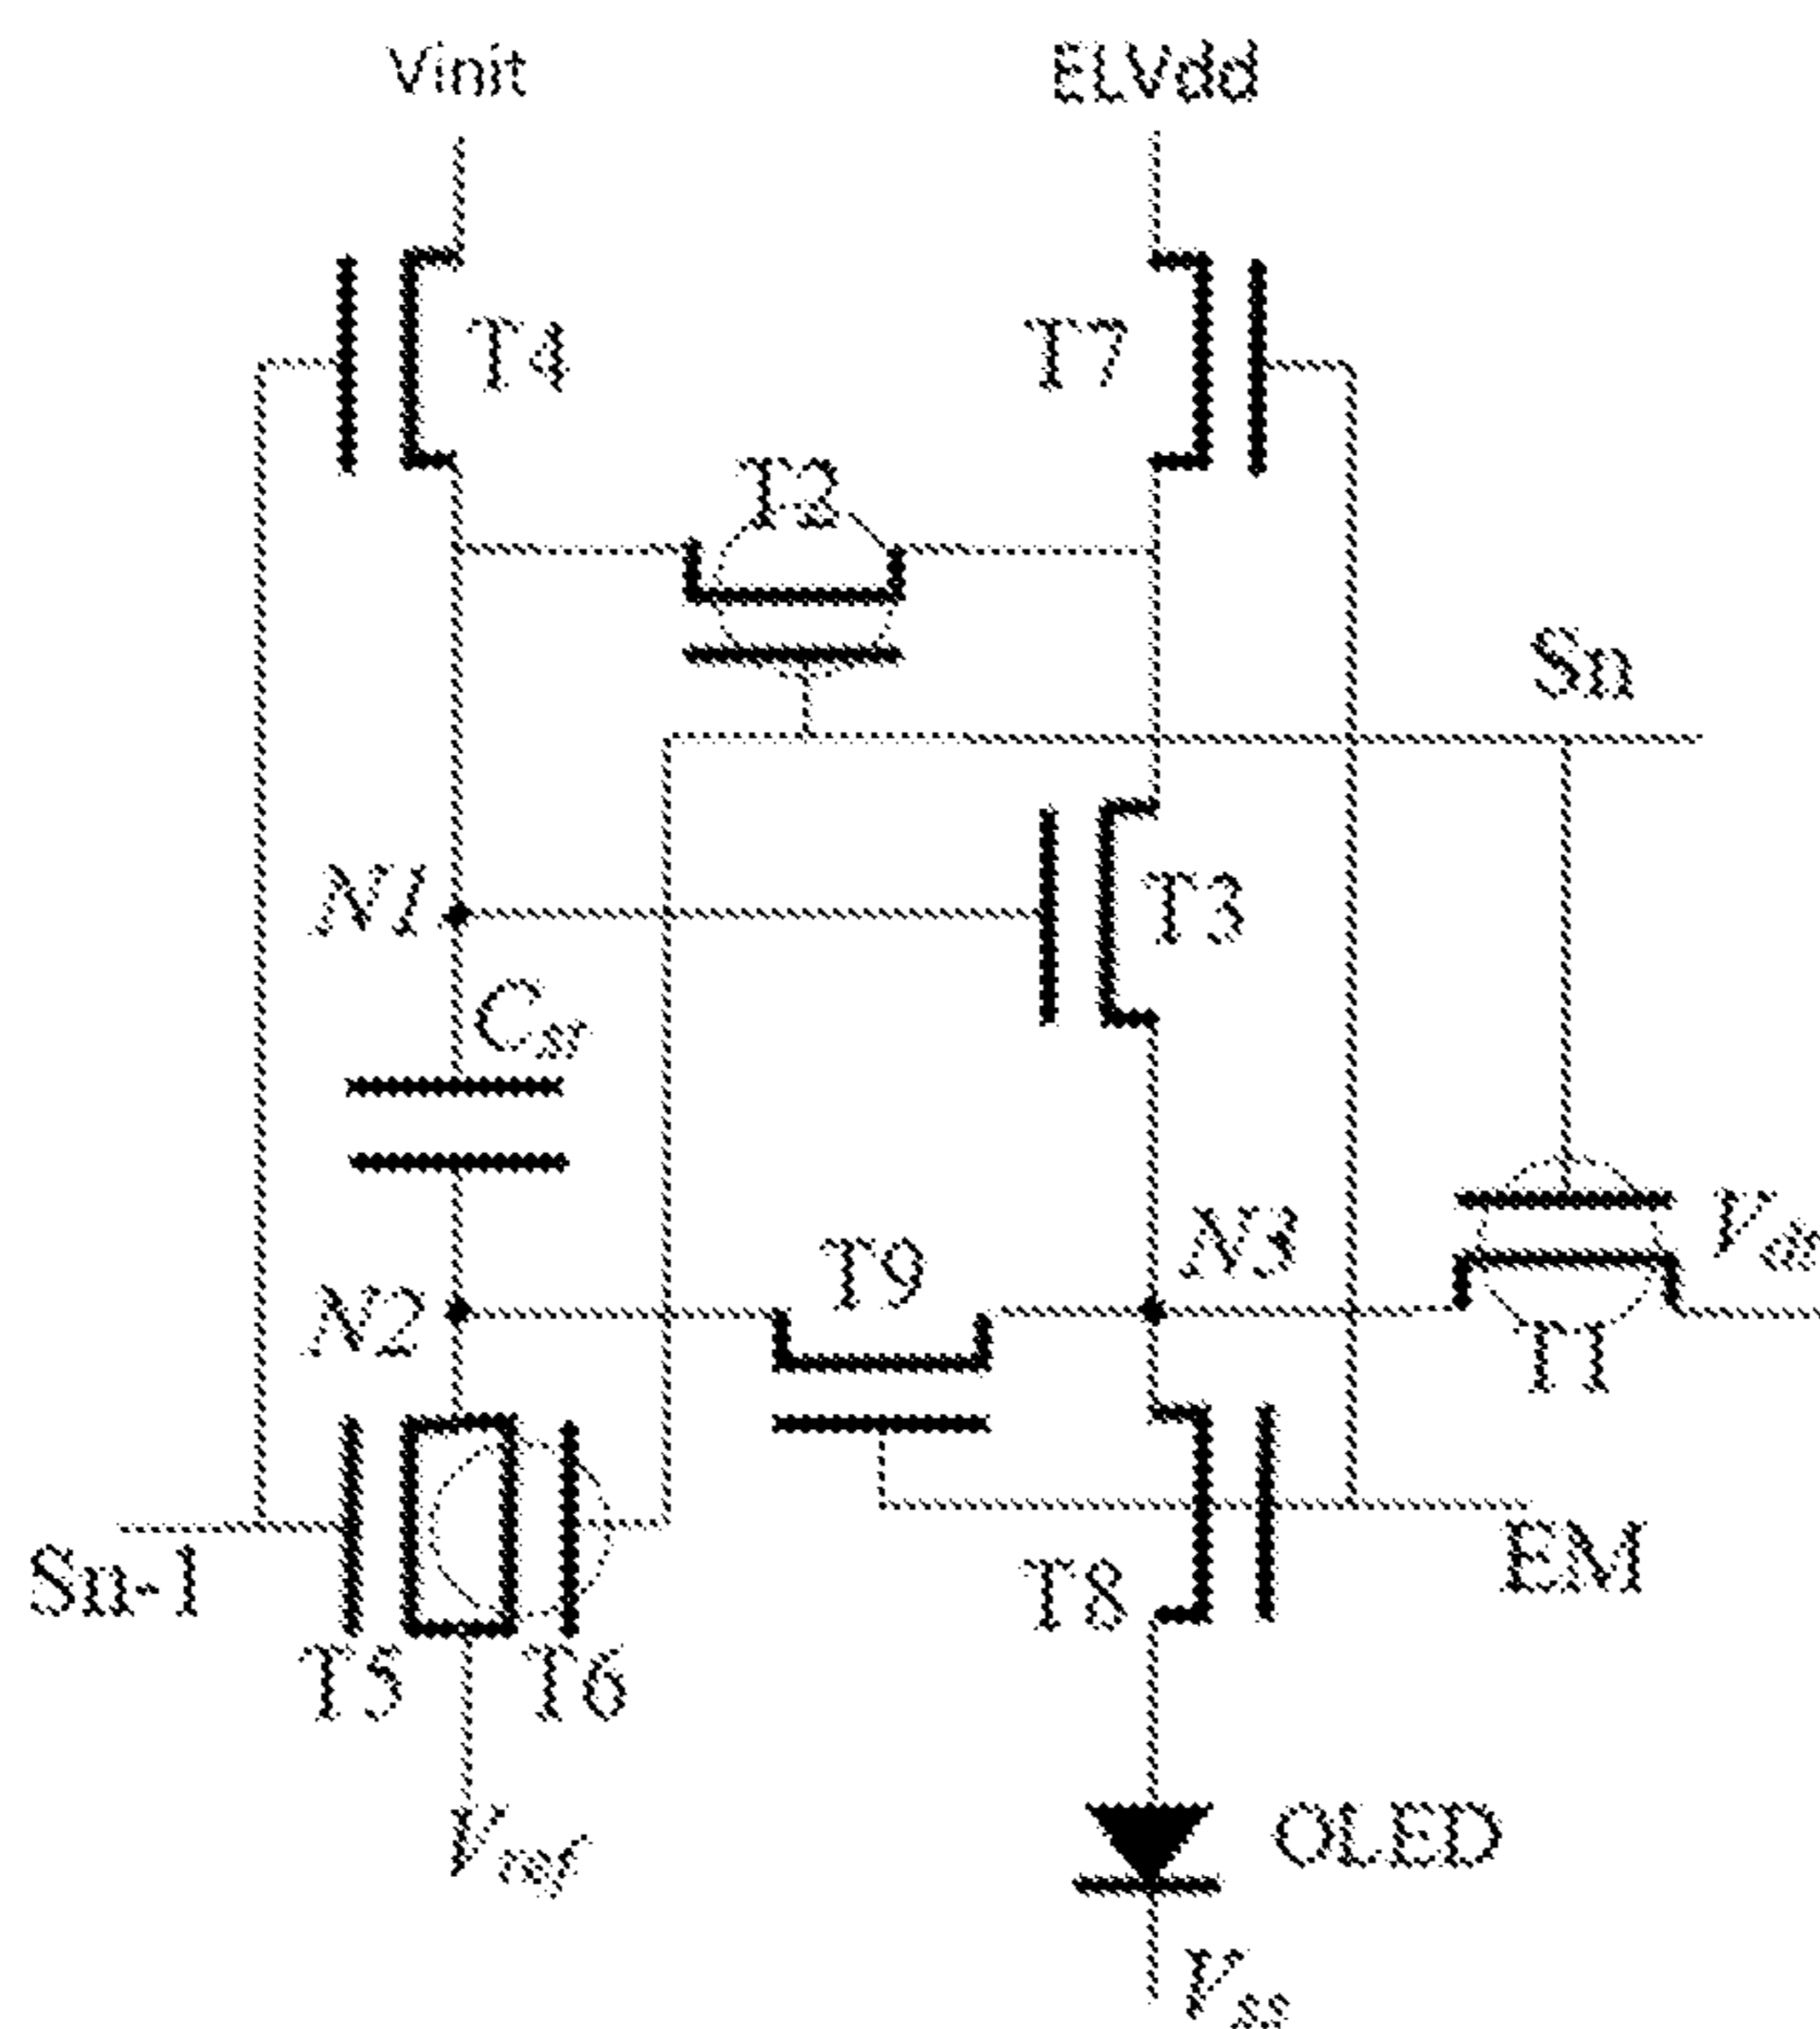 Vinit
ELVdd
T4
T7
T2
Sn
N1
T3
Cst
N3
T9
N2
T1
Sn-1
EM
T8
T5
T6
Vref
OLED
Vss